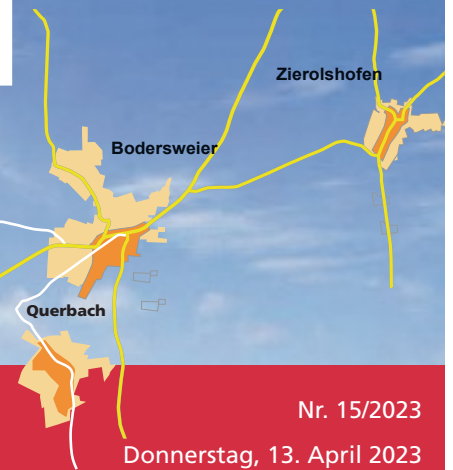 Zierolshofen
Bodersweier
Querbach
Nr. 15/2023
Donnerstag, 13. April 2023